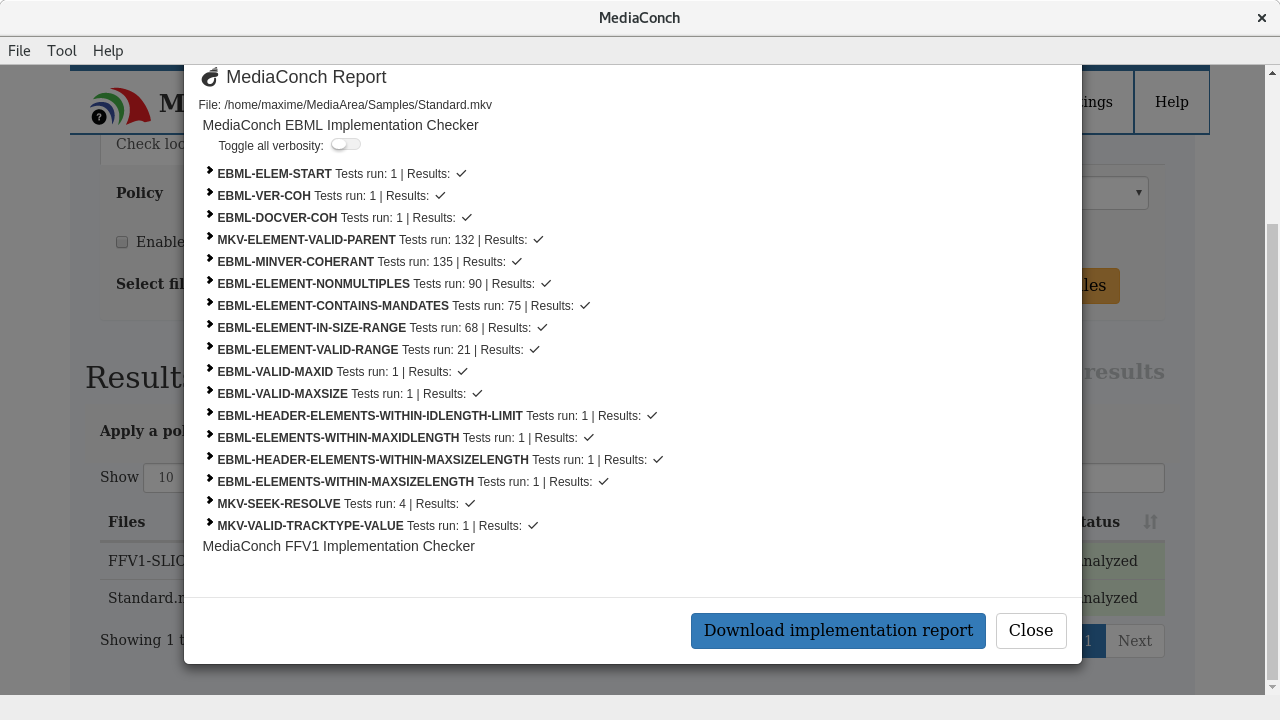 MediaConch
File Tool Help
MediaConch Report
File: /home/maxime/MediaArea/Samples/Standard.mkv
MediaConch EBML Implementation Checker
Toggle all verbosity:
EBML-ELEM-START Tests run: 1 | Results: ✓
EBML-VER-COH Tests run: 1 | Results: ✓
EBML-DOCVER-COH Tests run: 1 | Results: ✓
MKV-ELEMENT-VALID-PARENT Tests run: 132 | Results: ✓
EBML-MINVER-COHERANT Tests run: 135 | Results: ✓
EBML-ELEMENT-NONMULTIPLES Tests run: 90 | Results: ✓
EBML-ELEMENT-CONTAINS-MANDATES Tests run: 75 | Results: ✓
EBML-ELEMENT-IN-SIZE-RANGE Tests run: 68 | Results: ✓
EBML-ELEMENT-VALID-RANGE Tests run: 21 | Results: ✓
EBML-VALID-MAXID Tests run: 1 | Results: ✓
EBML-VALID-MAXSIZE Tests run: 1 | Results: ✓
EBML-HEADER-ELEMENTS-WITHIN-IDLENGTH-LIMIT Tests run: 1 | Results: ✓
EBML-ELEMENTS-WITHIN-MAXIDLENGTH Tests run: 1 | Results: ✓
EBML-HEADER-ELEMENTS-WITHIN-MAXSIZELENGTH Tests run: 1 | Results: ✓
EBML-ELEMENTS-WITHIN-MAXSIZELENGTH Tests run: 1 | Results: ✓
MKV-SEEK-RESOLVE Tests run: 4 | Results: ✓
MKV-VALID-TRACKTYPE-VALUE Tests run: 1 | Results: ✓
MediaConch FFV1 Implementation Checker
Download implementation report Close
M tings Help
Check loc
Policy
Enable
Select fil les
Results results
Apply a pol
Show 10
Files tatus
FFV1-SLIC nalyzed
Standard.m nalyzed
Showing 1 t 1 Next